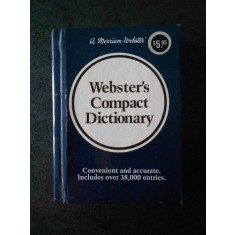 A Merriam-Webster®
$5.95
Webster's
Compact
Dictionary
Convenient and accurate.
Includes over 38,000 entries.